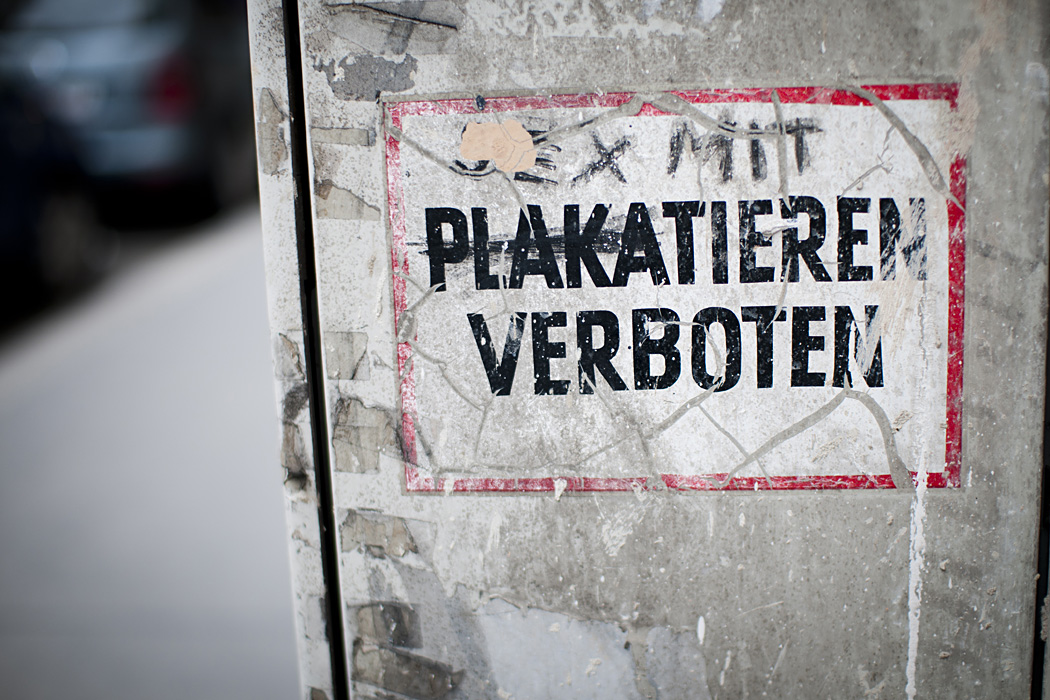 X MIT
PLAKATIEREN
VERBOTEN